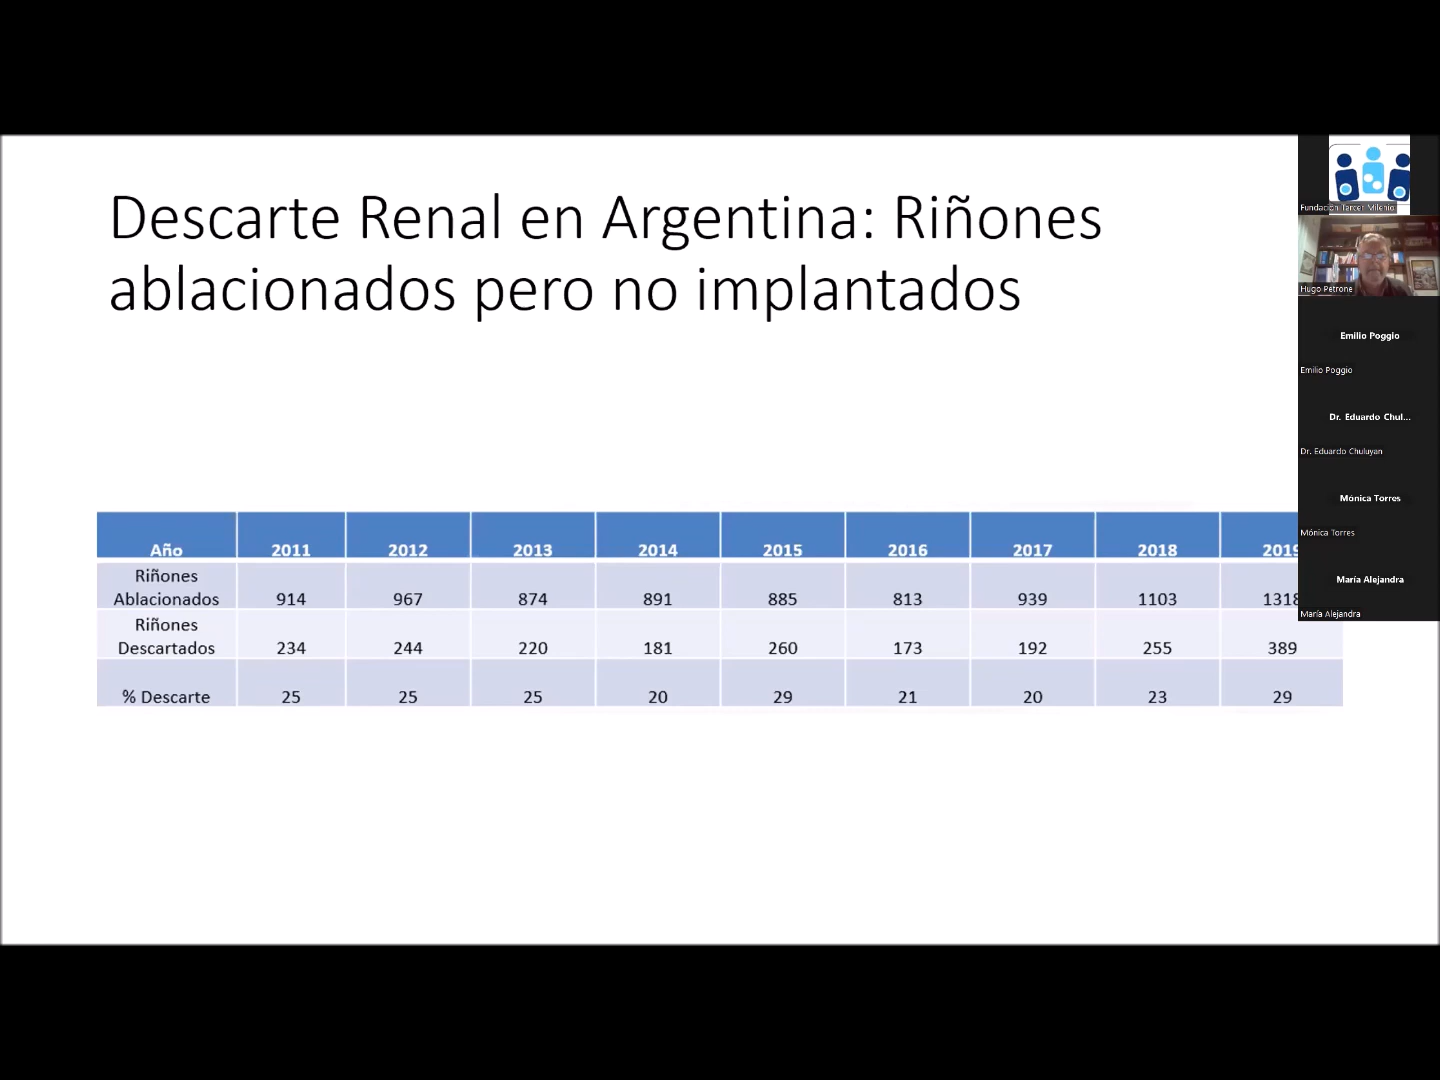 Descarte Renal en Argentina: Riñones
ablacionados pero no implantados
Año 2011 2012 2013 2014 2015 2016 2017 2018 2019
Riñones
Ablacionados 914 967 874 891 885 813 939 1103 1318
Riñones
Descartados 234 244 220 181 260 173 192 255 389
% Descarte 25 25 25 20 29 21 20 23 29
Fundación Tercer Milenio
Hugo Petrone
Emilio Poggio
Emilio Poggio
Dr. Eduardo Chul...
Dr. Eduardo Chuluyan
Mónica Torres
Mónica Torres
María Alejandra
María Alejandra